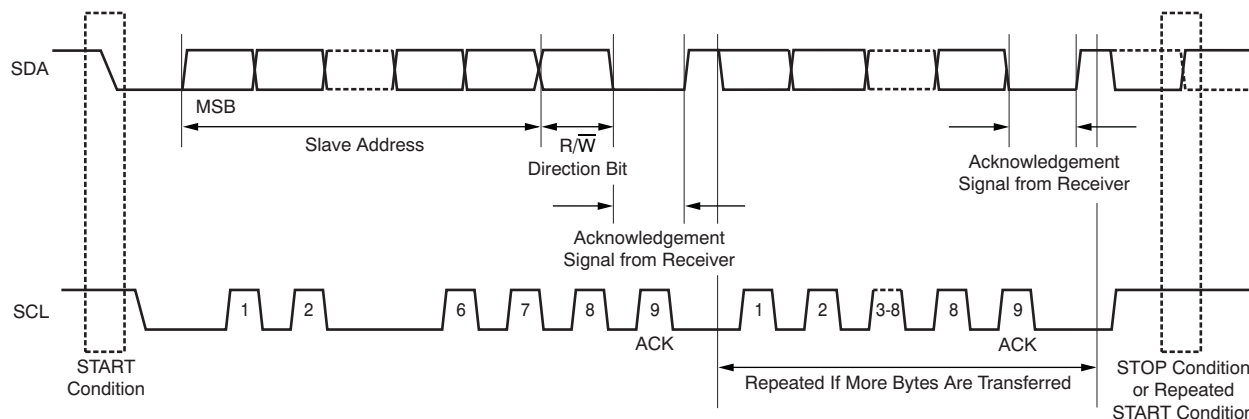 SDA
MSB
Slave Address
R/W̅
Direction Bit
Acknowledgement
Signal from Receiver
Acknowledgement
Signal from Receiver
SCL
1
2
6
7
8
9
1
2
3-8
8
9
ACK
ACK
START
Condition
Repeated If More Bytes Are Transferred
STOP Condition
or Repeated
START Condition